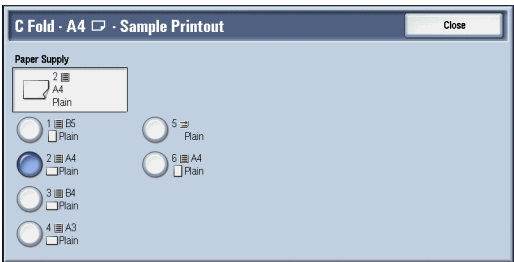 C Fold · A4 · Sample Printout
Close
Paper Supply
2
A4
Plain
1 B5
Plain
2 A4
Plain
3 B4
Plain
4 A3
Plain
5
Plain
6 A4
Plain